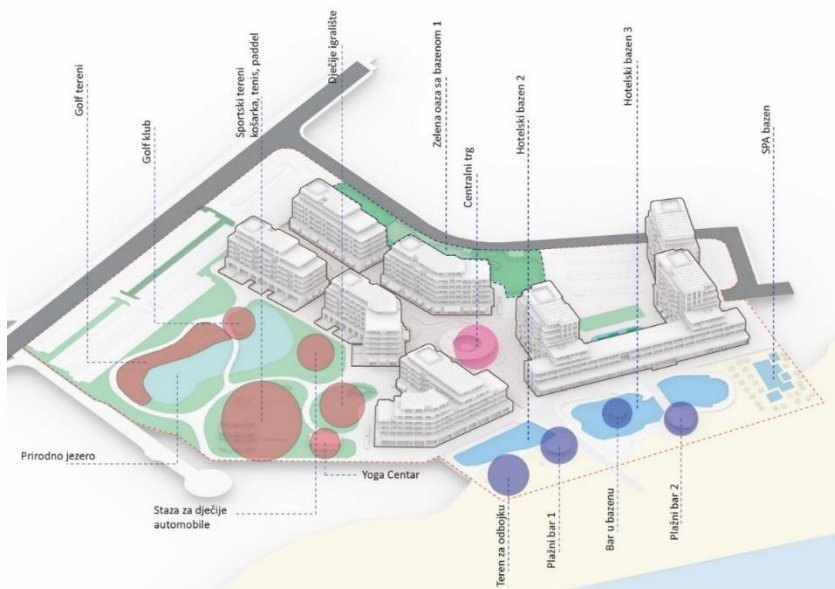 Golf tereni
Golf klub
Sportski tereni
košarka, tenis, paddel
Dječije igralište
Zelena oaza sa bazenom 1
Centralni trg
Hotelski bazen 2
Hotelski bazen 3
SPA bazen
Prirodno jezero
Staza za dječije
automobile
Yoga Centar
Teren za odbojku
Plažni bar 1
Bar u bazenu
Plažni bar 2